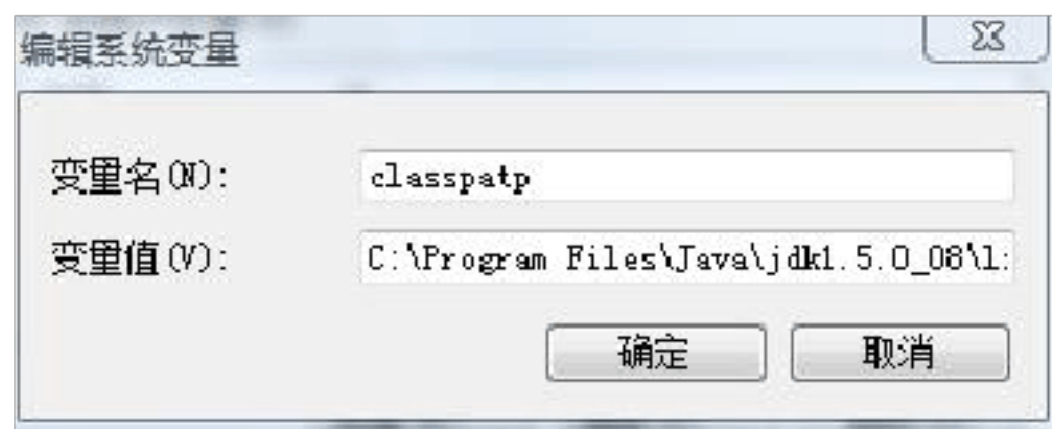 编辑系统变量
变量名(N): classpatp
变量值(V): C:\Program Files\Java\jdk1.5.0_08\l:
确定 取消